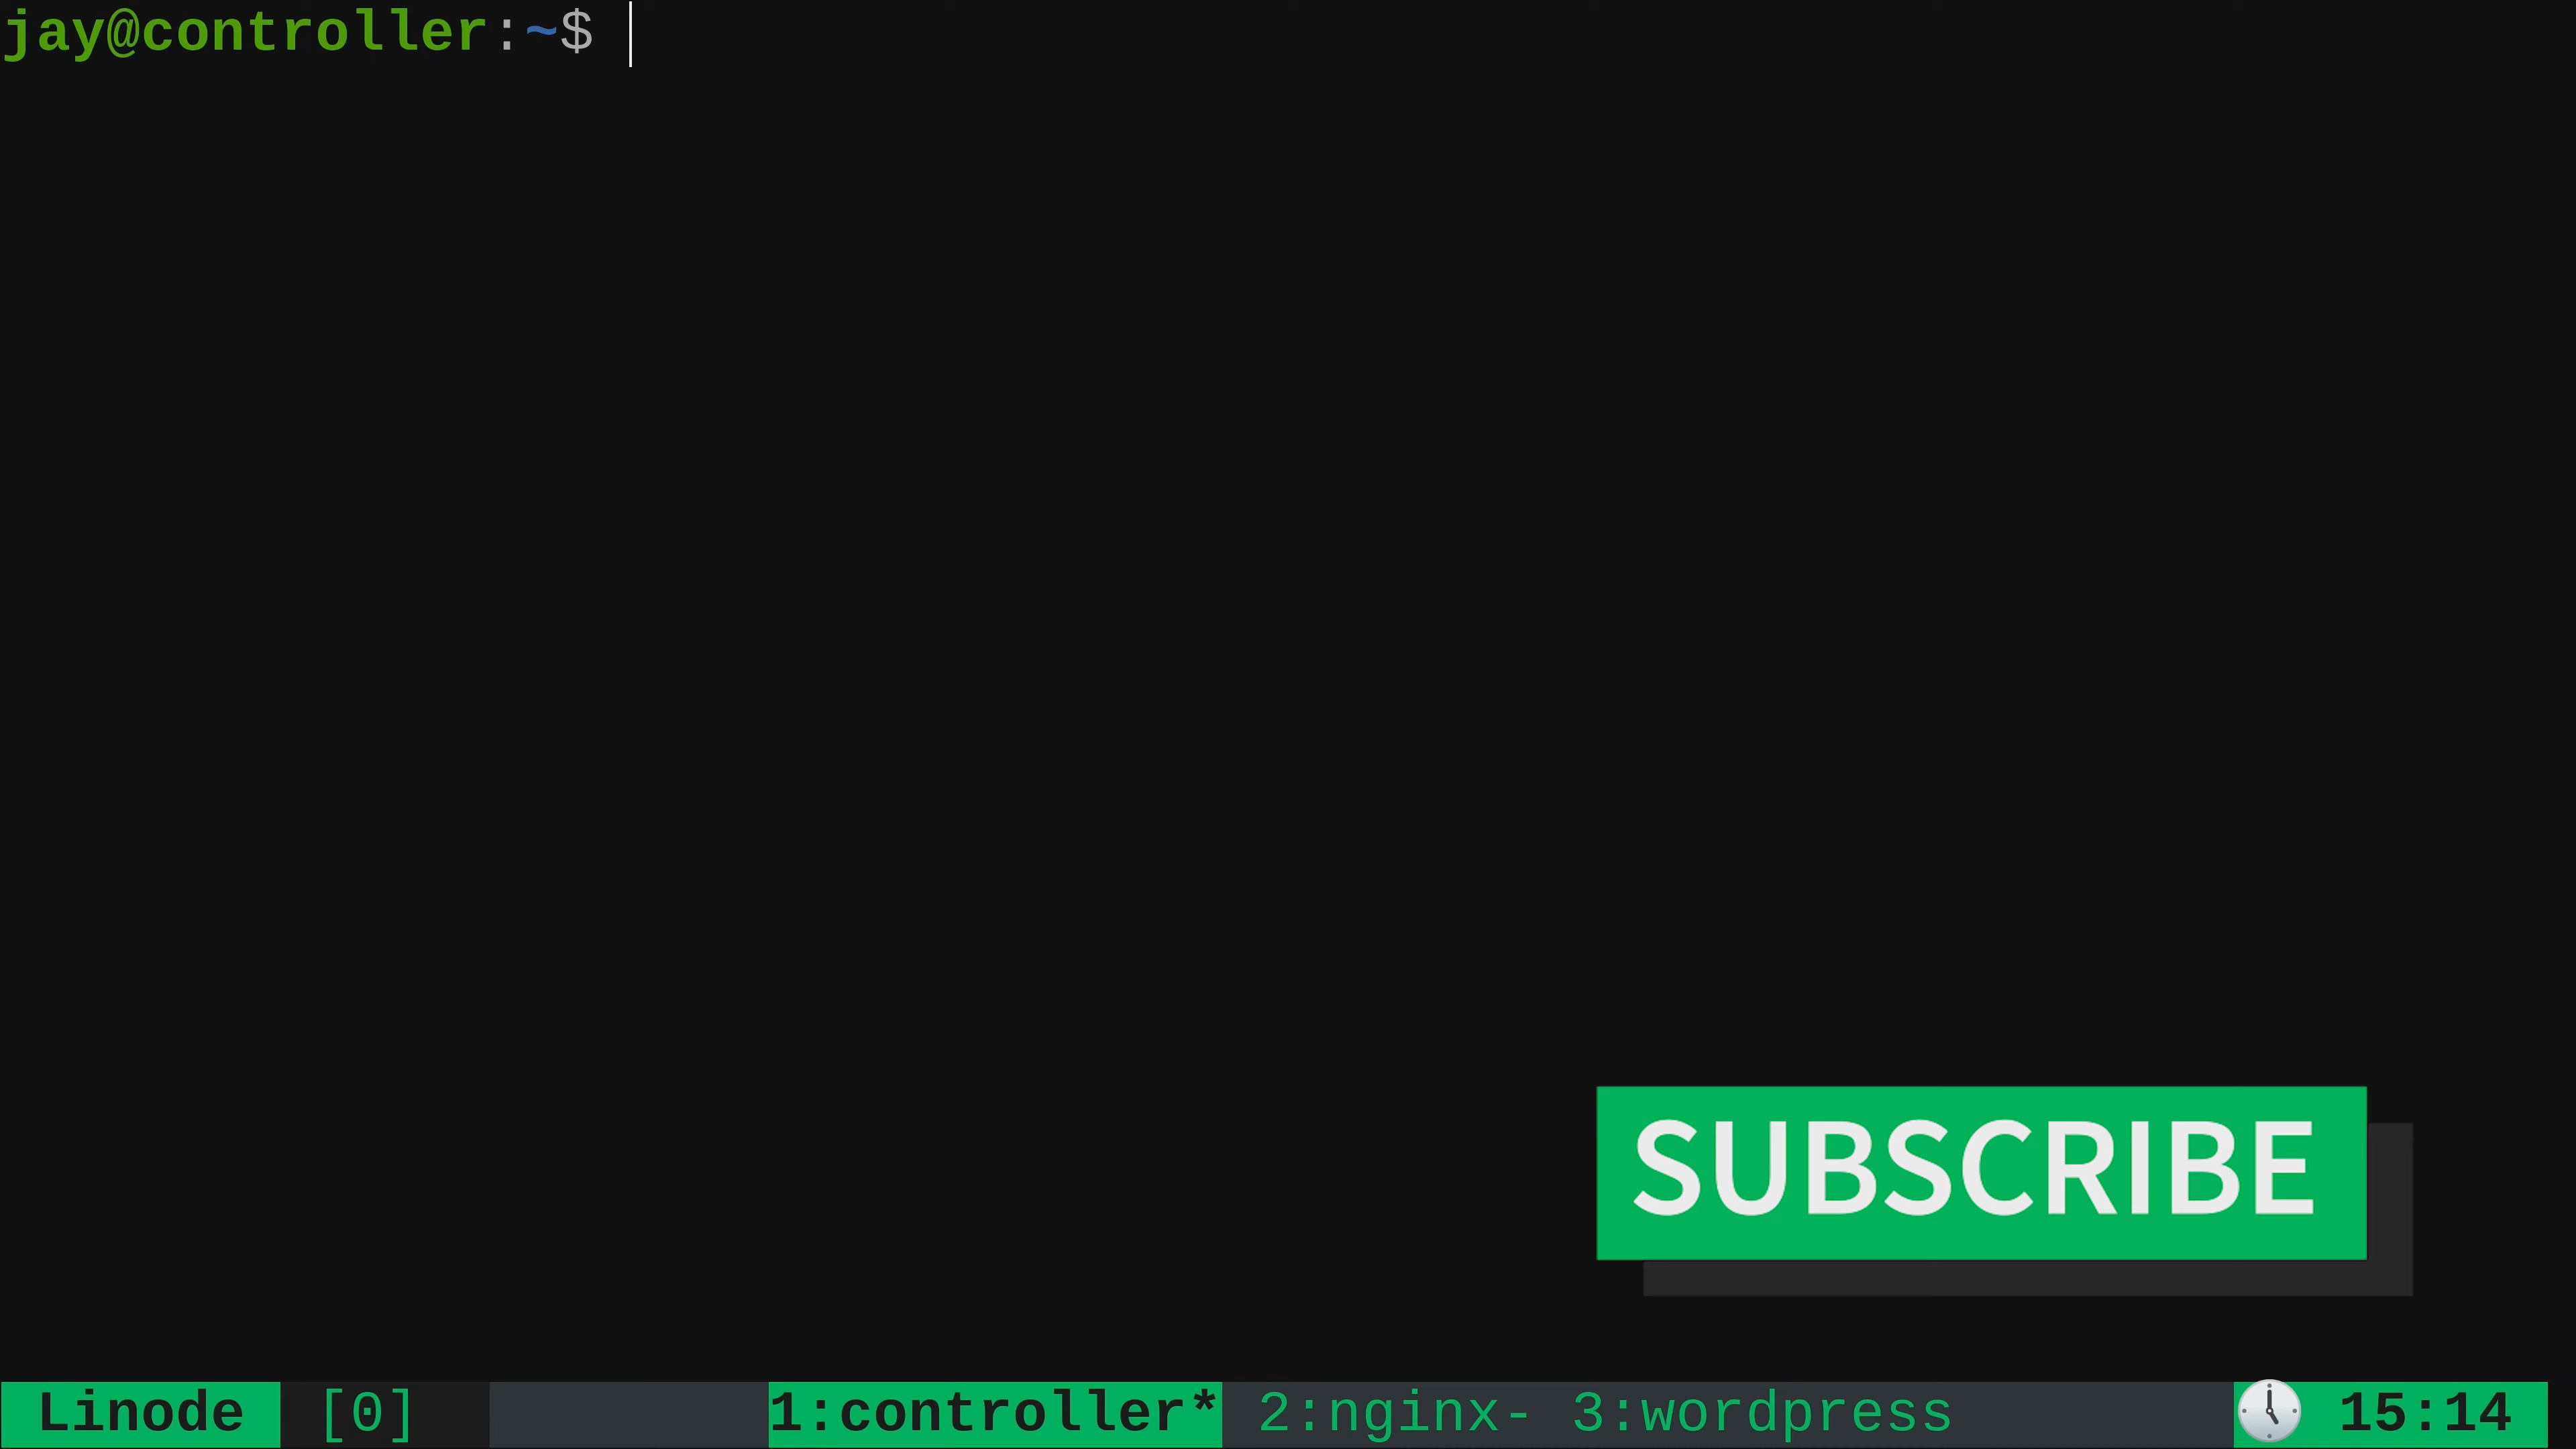 jay@controller:~$
SUBSCRIBE
Linode [0] 1:controller* 2:nginx- 3:wordpress 15:14